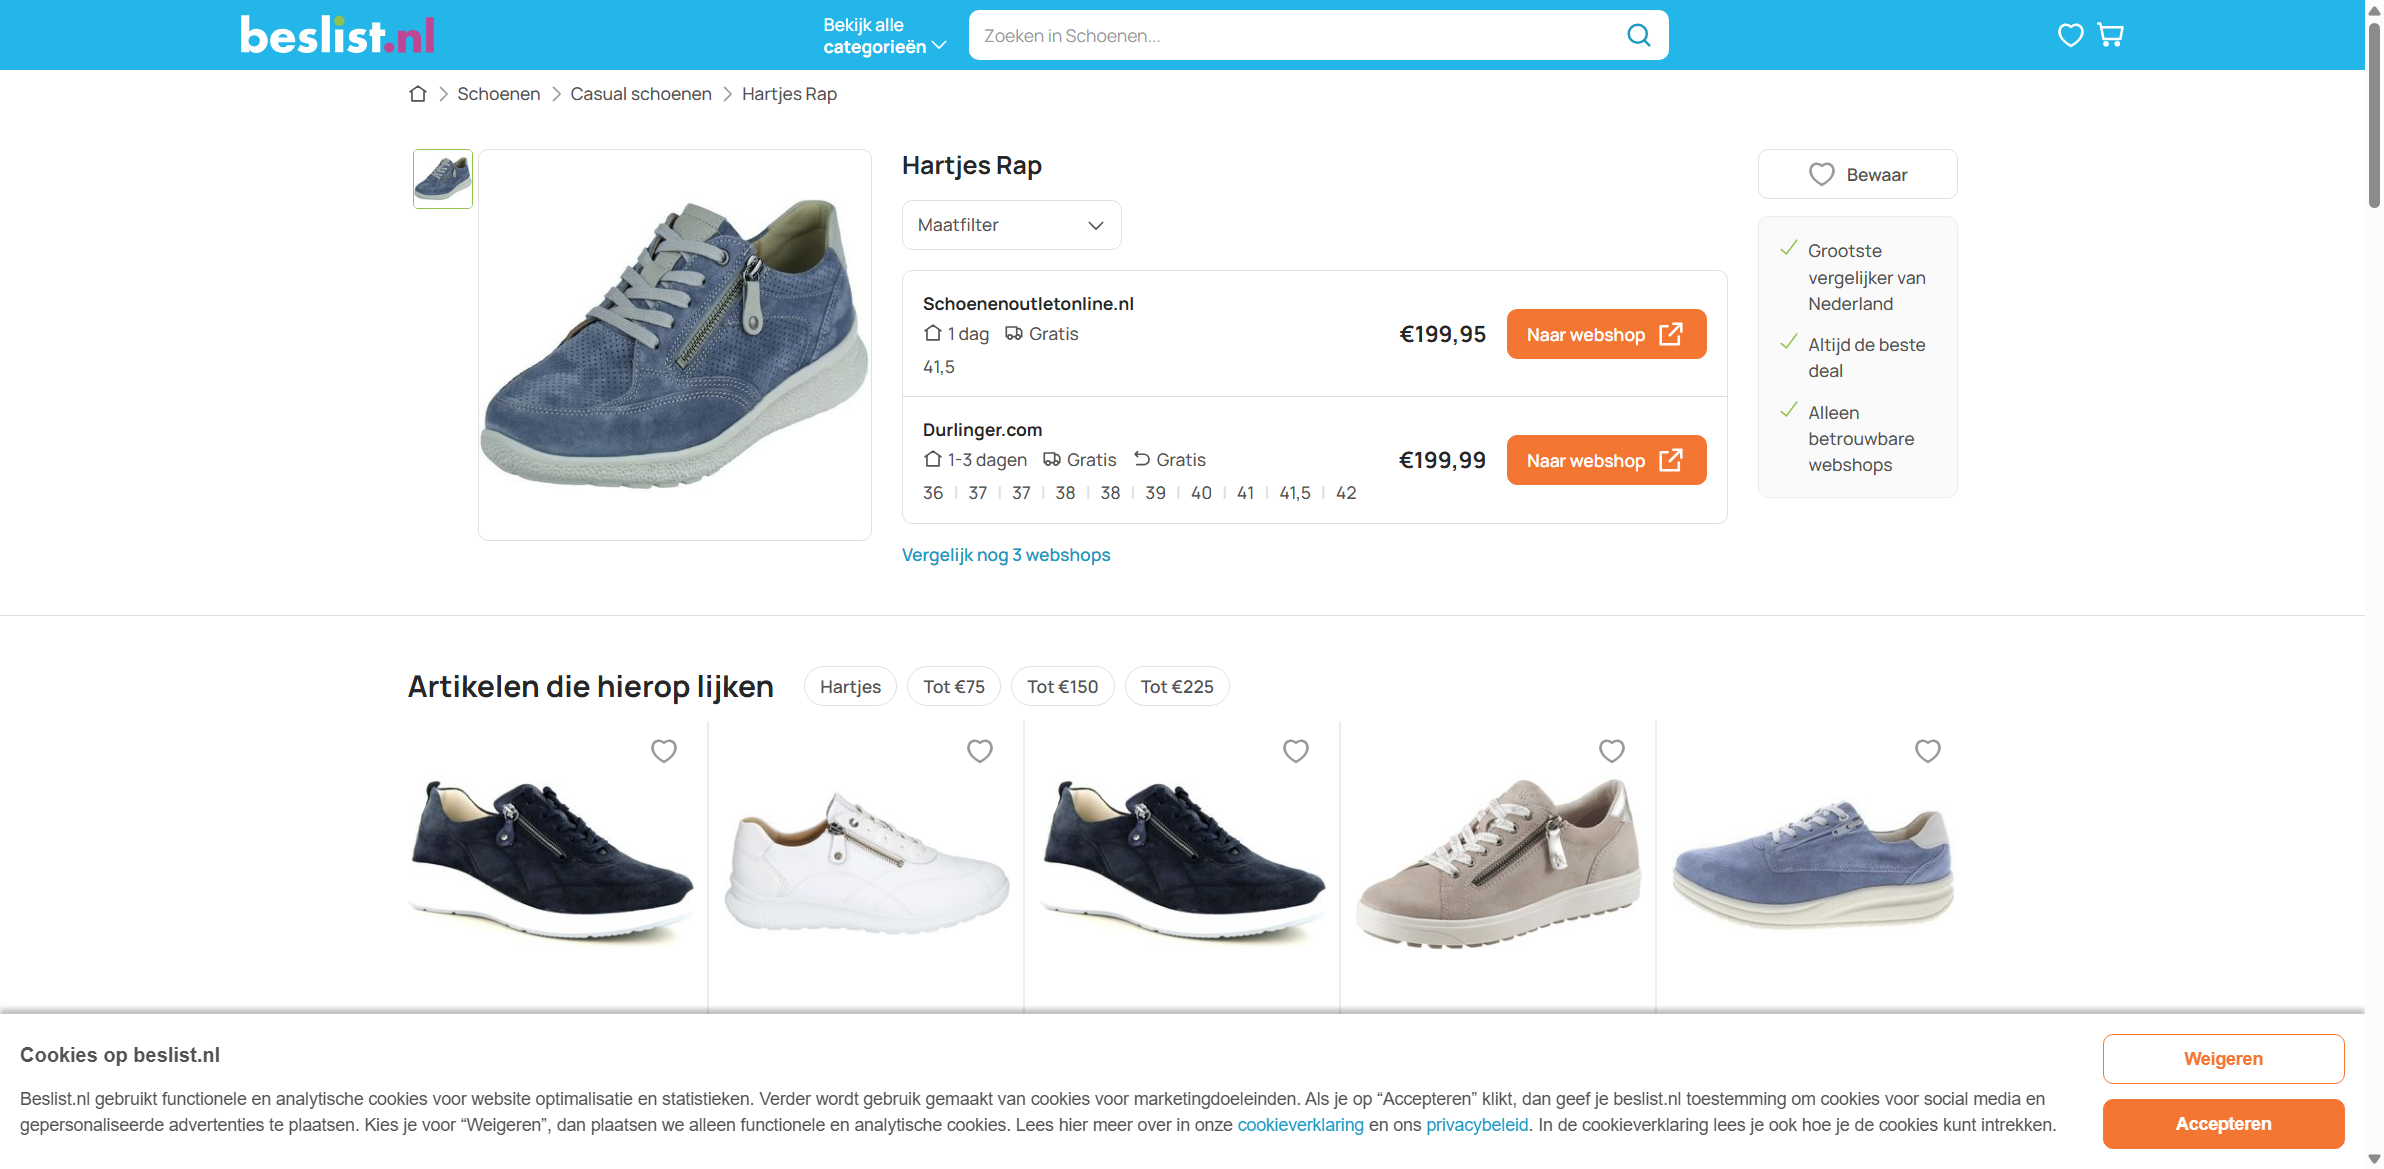 beslist.nl
Bekijk alle
categorieën
Zoeken in Schoenen...
Schoenen
Casual schoenen
Hartjes Rap
Hartjes Rap
Maatfilter
Schoenenoutletonline.nl
1 dag
Gratis
41,5
€199,95
Naar webshop
Durlinger.com
1-3 dagen
Gratis
Gratis
36 | 37 | 37 | 38 | 38 | 39 | 40 | 41 | 41,5 | 42
€199,99
Naar webshop
Vergelijk nog 3 webshops
Bewaar
Grootste
vergelijker van
Nederland
Altijd de beste
deal
Alleen
betrouwbare
webshops
Artikelen die hierop lijken
Hartjes
Tot €75
Tot €150
Tot €225
Cookies op beslist.nl
Beslist.nl gebruikt functionele en analytische cookies voor website optimalisatie en statistieken. Verder wordt gebruik gemaakt van cookies voor marketingdoeleinden. Als je op “Accepteren” klikt, dan geef je beslist.nl toestemming om cookies voor social media en
gepersonaliseerde advertenties te plaatsen. Kies je voor “Weigeren”, dan plaatsen we alleen functionele en analytische cookies. Lees hier meer over in onze cookieverklaring en ons privacybeleid. In de cookieverklaring lees je ook hoe je de cookies kunt intrekken.
Weigeren
Accepteren